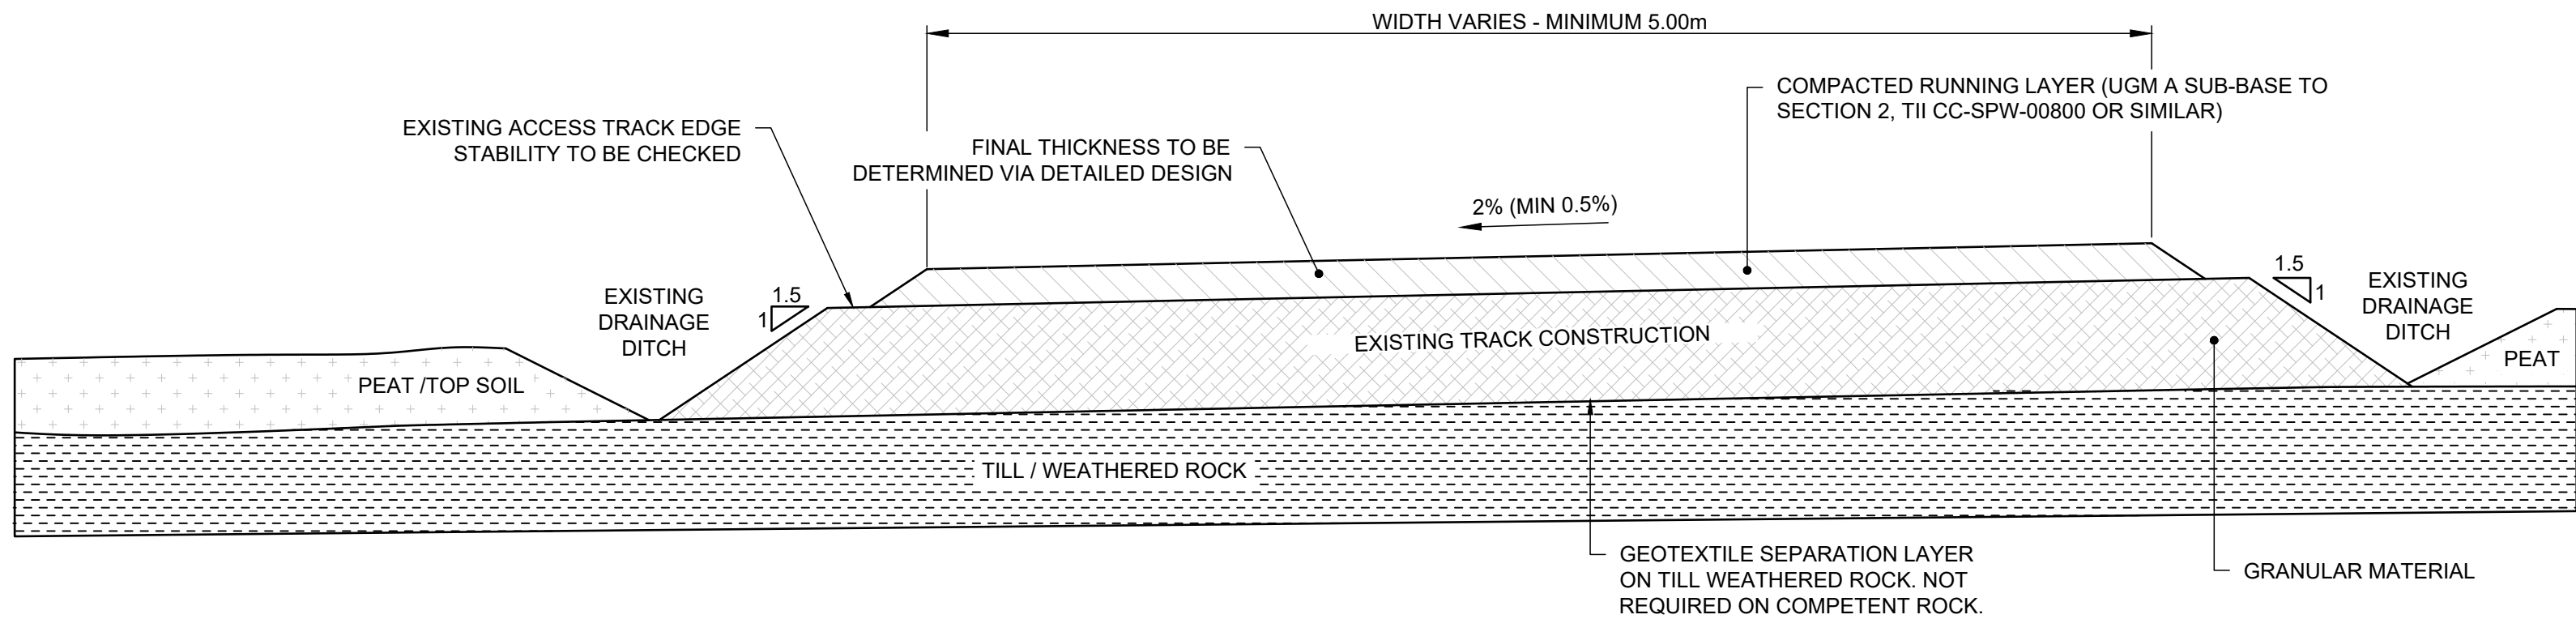 WIDTH VARIES - MINIMUM 5.00m
COMPACTED RUNNING LAYER (UGM A SUB-BASE TO
SECTION 2, TII CC-SPW-00800 OR SIMILAR)
EXISTING ACCESS TRACK EDGE
STABILITY TO BE CHECKED
FINAL THICKNESS TO BE
DETERMINED VIA DETAILED DESIGN
2% (MIN 0.5%)
EXISTING
DRAINAGE
DITCH
1.5
1
1.5
1
EXISTING
DRAINAGE
DITCH
EXISTING TRACK CONSTRUCTION
PEAT /TOP SOIL
PEAT
TILL / WEATHERED ROCK
GEOTEXTILE SEPARATION LAYER
ON TILL WEATHERED ROCK. NOT
REQUIRED ON COMPETENT ROCK.
GRANULAR MATERIAL